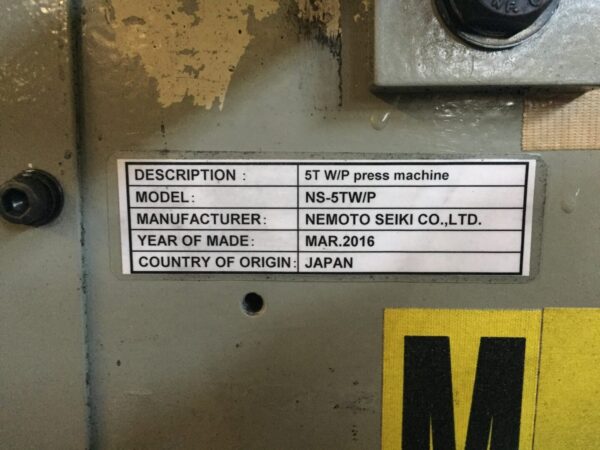 DESCRIPTION : 5T W/P press machine
MODEL: NS-5TW/P
MANUFACTURER: NEMOTO SEIKI CO.,LTD.
YEAR OF MADE: MAR.2016
COUNTRY OF ORIGIN: JAPAN
M